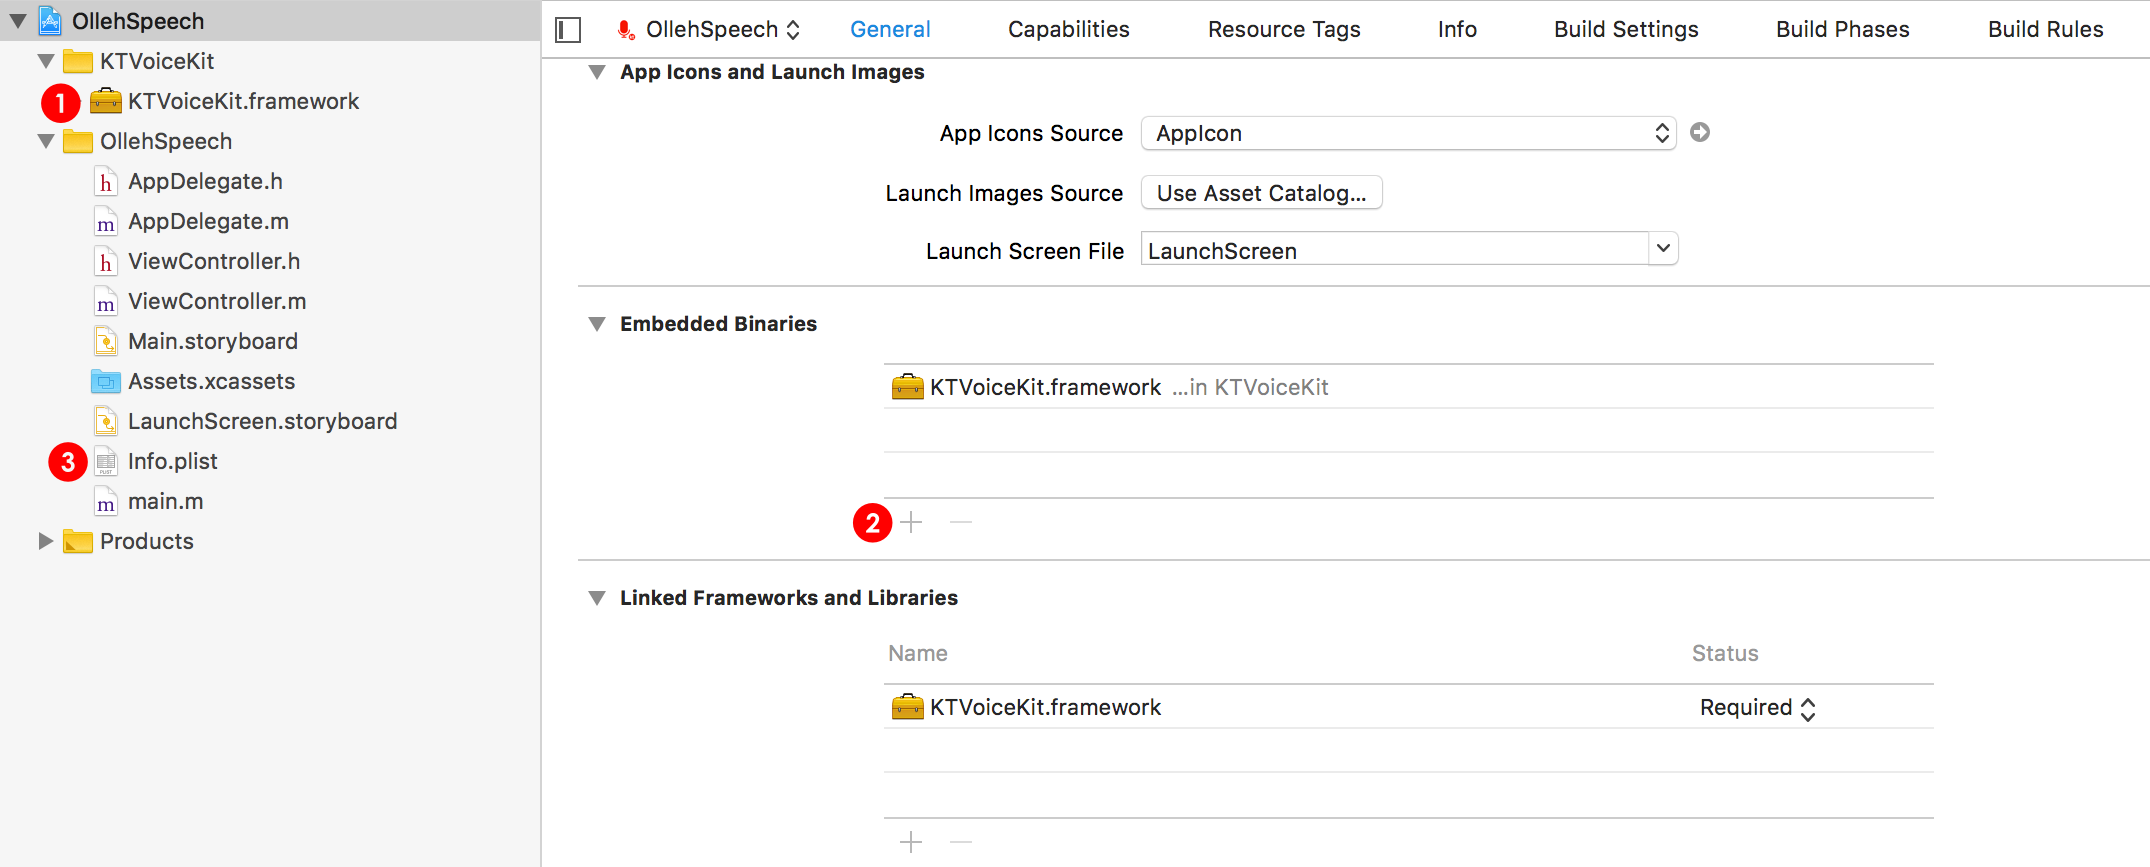 OllehSpeech
KTVoiceKit
1 KTVoiceKit.framework
OllehSpeech
h AppDelegate.h
m AppDelegate.m
h ViewController.h
m ViewController.m
Main.storyboard
Assets.xcassets
LaunchScreen.storyboard
3 PLIST Info.plist
m main.m
Products
OllehSpeech General Capabilities Resource Tags Info Build Settings Build Phases Build Rules
App Icons and Launch Images
App Icons Source AppIcon
Launch Images Source Use Asset Catalog...
Launch Screen File LaunchScreen
Embedded Binaries
KTVoiceKit.framework ...in KTVoiceKit
2 + −
Linked Frameworks and Libraries
Name Status
KTVoiceKit.framework Required
+ −